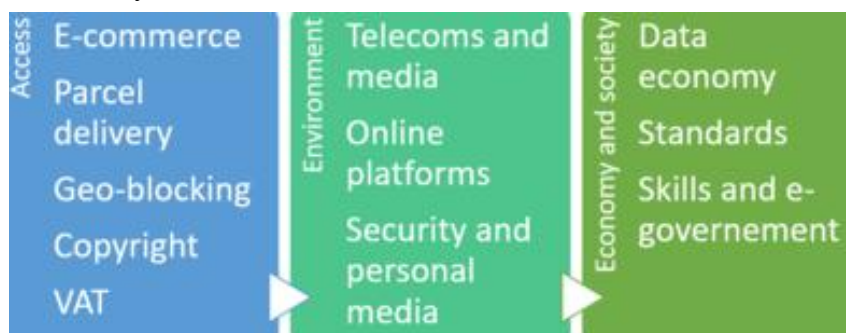 Access
E-commerce
Parcel
delivery
Geo-blocking
Copyright
VAT
Environment
Telecoms and
media
Online
platforms
Security and
personal
media
Economy and society
Data
economy
Standards
Skills and e-
governement